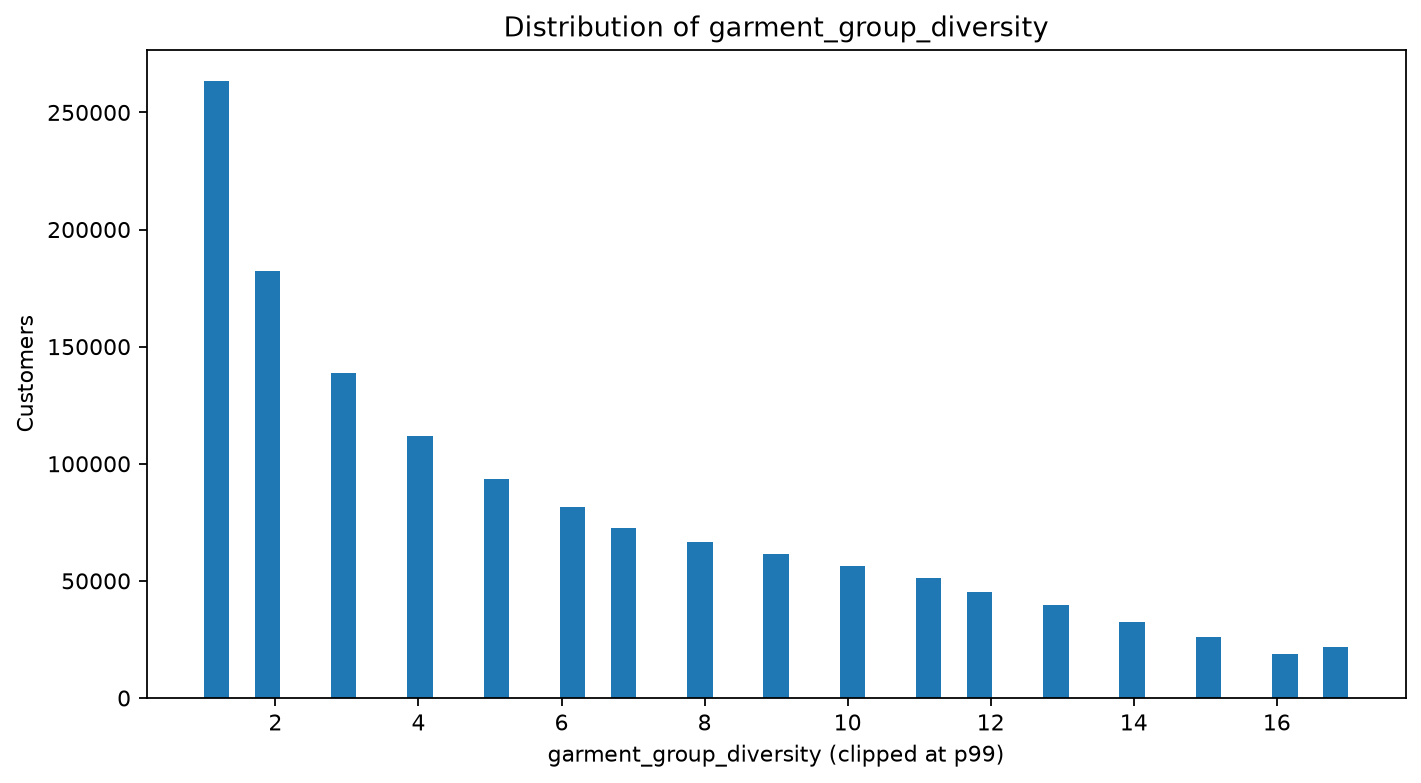 Distribution of garment_group_diversity
Customers
250000
200000
150000
100000
50000
0
2 4 6 8 10 12 14 16
garment_group_diversity (clipped at p99)